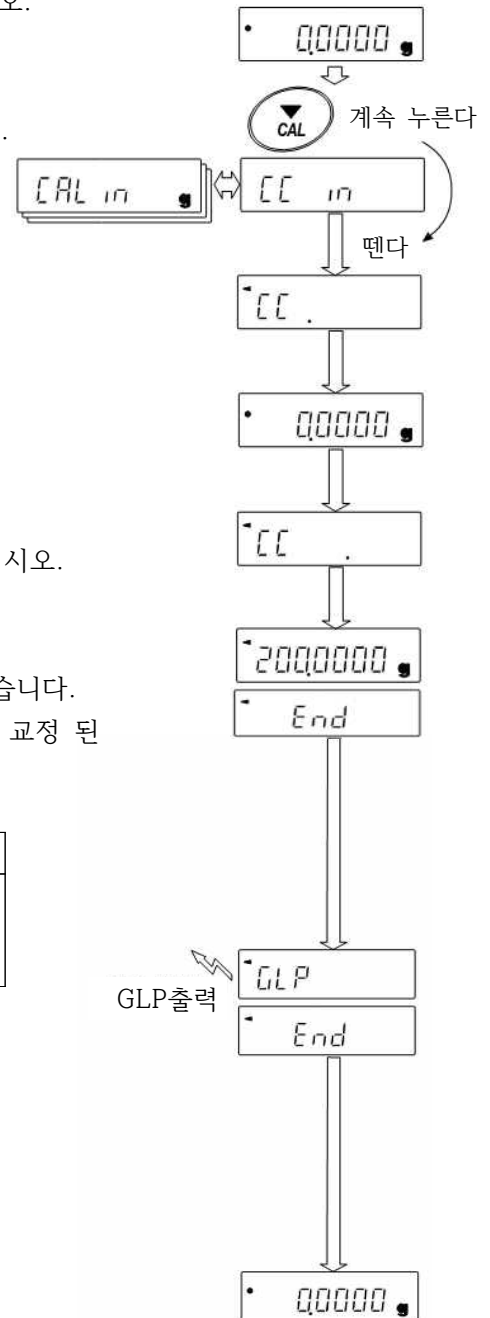 오.
0.0000 g
CAL
계속 누른다
.
CAL in g
CC in
뗀다
CC .
0.0000 g
CC .
시오.
200.0000 g
습니다.
End
교정 된
GLP
GLP출력
End
0.0000 g